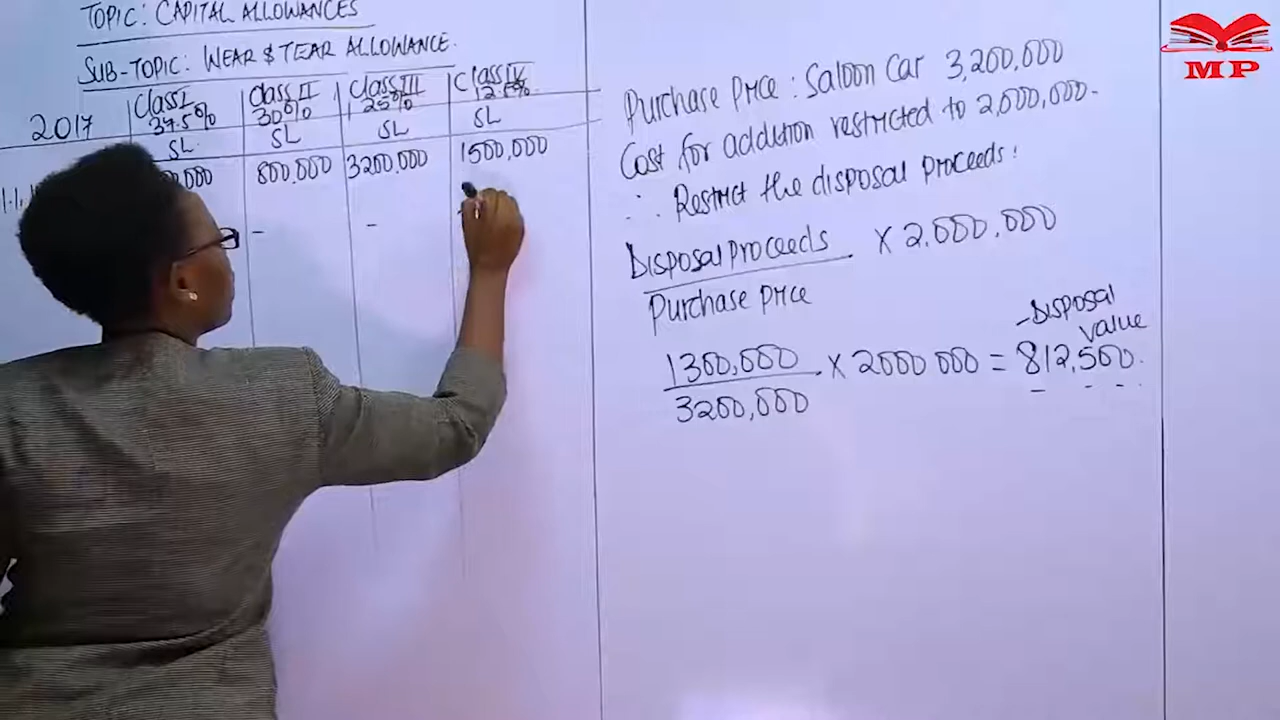 TOPIC: CAPITAL ALLOWANCES
SUB-TOPIC: WEAR & TEAR ALLOWANCE.
2017
Class I Class II Class III Class IV
37.5% 30% 25% 12.5%
SL SL SL SL
1.1.
800,000 3200,000 1500,000
- -
Purchase Price: Saloon Car 3,200,000
Cost for addition restricted to 2,000,000-
∴ Restrict the disposal proceeds:
Disposal proceeds × 2,000,000
Purchase Price
-Disposal value
1300,000 × 2000 000 = 812,500.
3200,000
MP